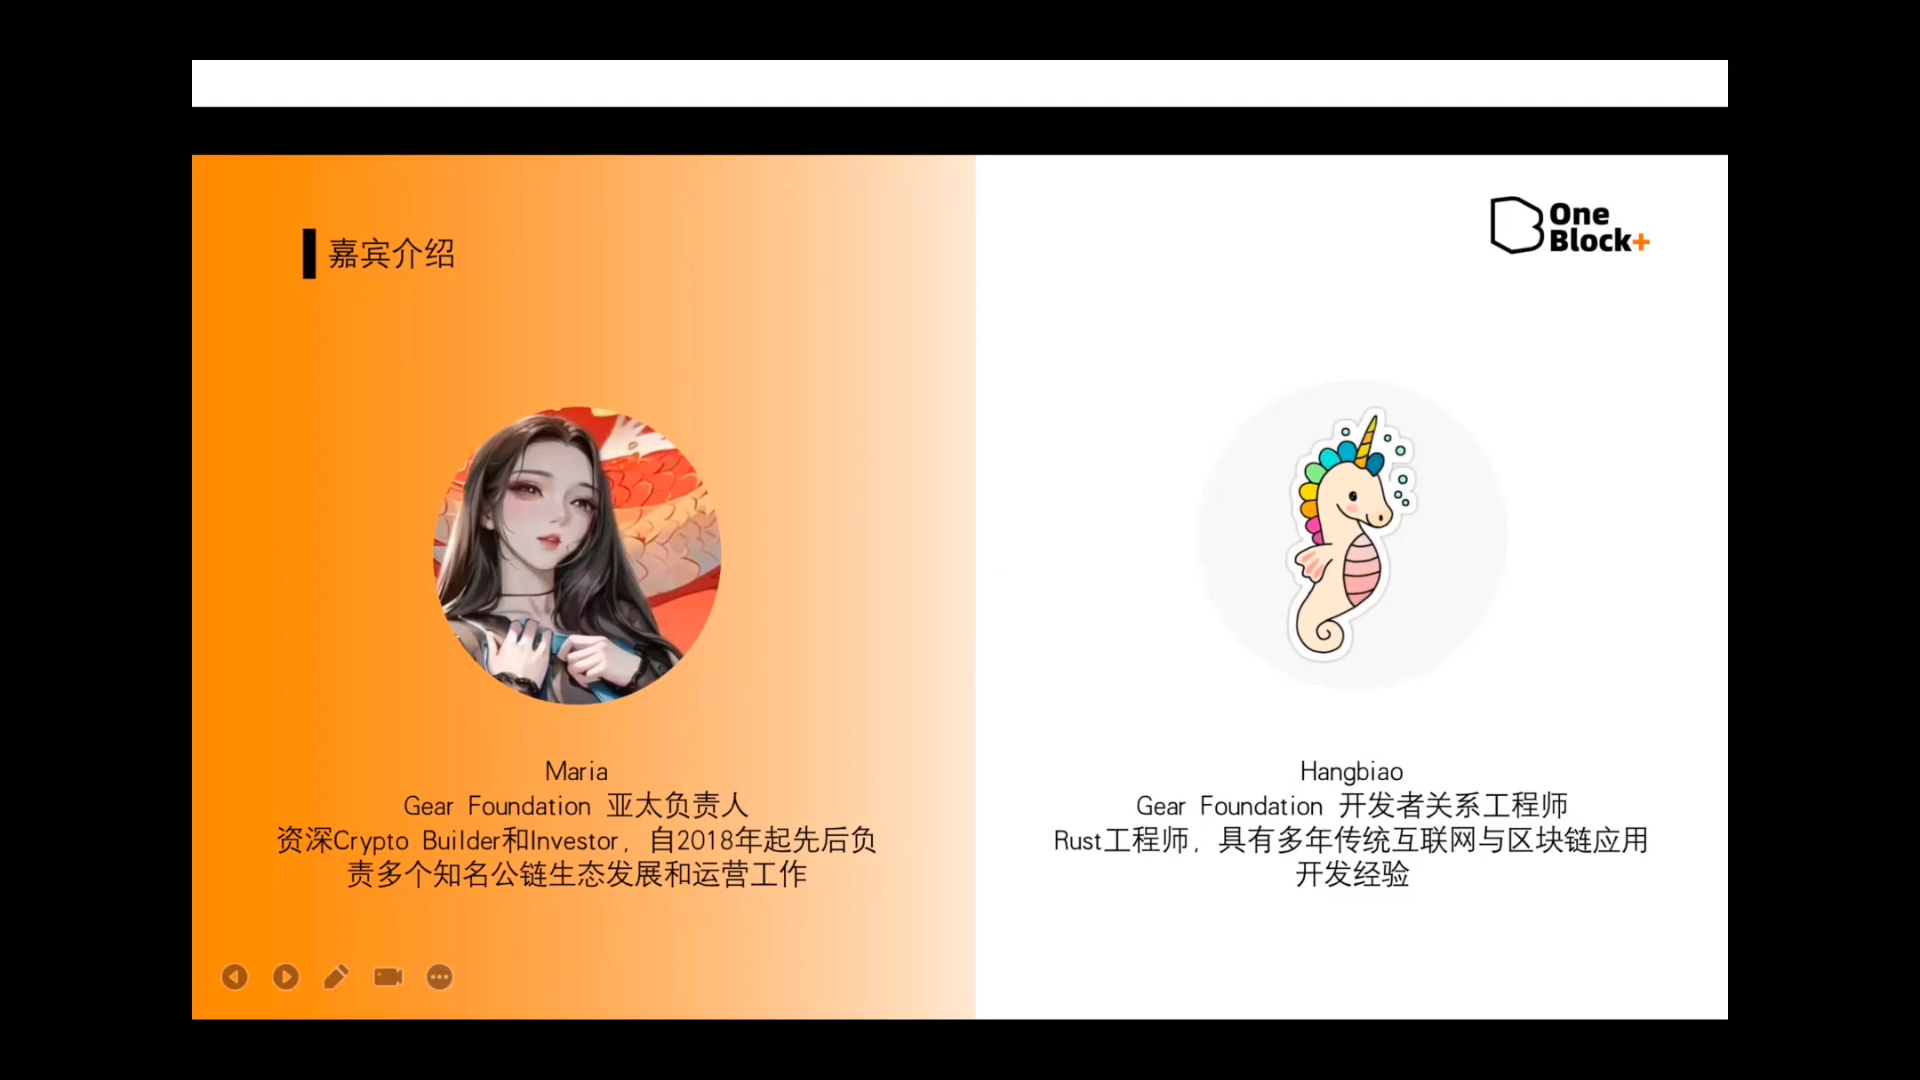 嘉宾介绍
One
Block+
Maria
Gear Foundation 亚太负责人
资深Crypto Builder和Investor，自2018年起先后负
责多个知名公链生态发展和运营工作
Hangbiao
Gear Foundation 开发者关系工程师
Rust工程师，具有多年传统互联网与区块链应用
开发经验